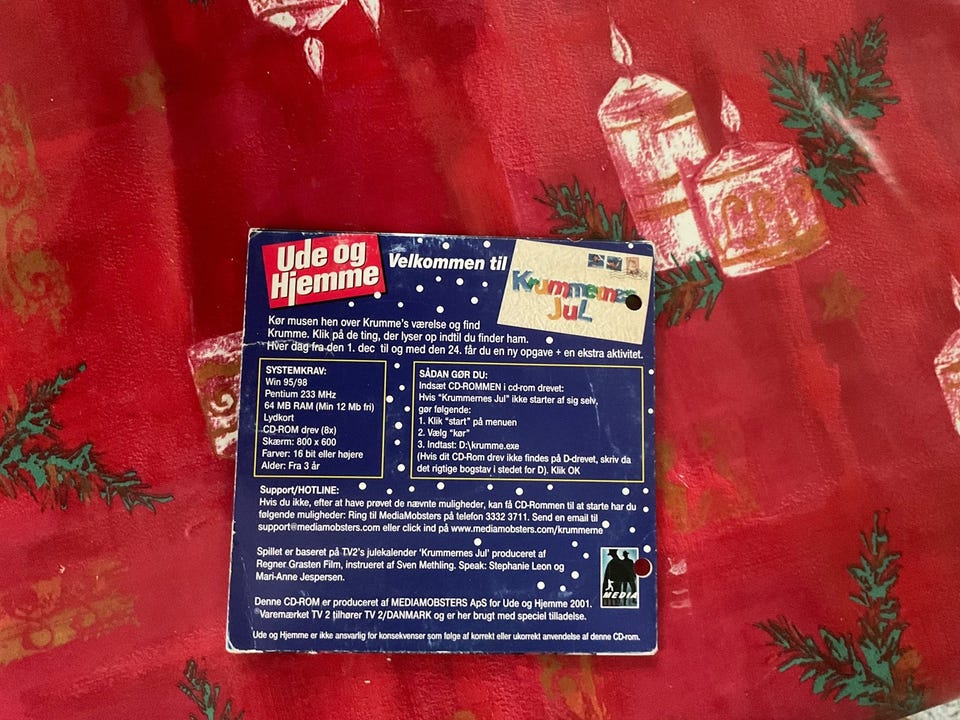 Ude og
Hjemme
Velkommen til
Krummernes
JuL
Kør musen hen over Krumme's værelse og find
Krumme. Klik på de ting, der lyser op indtil du finder ham.
Hver dag fra den 1. dec til og med den 24. får du en ny opgave + en ekstra aktivitet.
SYSTEMKRAV:
Win 95/98
Pentium 233 MHz
64 MB RAM (Min 12 Mb fri)
Lydkort
CD-ROM drev (8x)
Skærm: 800 x 600
Farver: 16 bit eller højere
Alder: Fra 3 år
SÅDAN GØR DU:
Indsæt CD-ROMMEN i cd-rom drevet:
Hvis "Krummernes Jul" ikke starter af sig selv,
gør følgende:
1. Klik "start" på menuen
2. Vælg "kør"
3. Indtast: D:\krumme.exe
(Hvis dit CD-Rom drev ikke findes på D-drevet, skriv da
det rigtige bogstav i stedet for D). Klik OK
Support/HOTLINE:
Hvis du ikke, efter at have prøvet de nævnte muligheder, kan få CD-Rommen til at starte har du
følgende muligheder: Ring til MediaMobsters på telefon 3332 3711. Send en email til
support@mediamobsters.com eller click ind på www.mediamobsters.com/krummerne
Spillet er baseret på TV2's julekalender 'Krummernes Jul' produceret af
Regner Grasten Film, instrueret af Sven Methling. Speak: Stephanie Leon og
Mari-Anne Jespersen.
MEDIA
Denne CD-ROM er produceret af MEDIAMOBSTERS ApS for Ude og Hjemme 2001.
Varemærket TV 2 tilhører TV 2/DANMARK og er her brugt med speciel tilladelse.
Ude og Hjemme er ikke ansvarlig for konsekvenser som følge af korrekt eller ukorrekt anvendelse af denne CD-rom.